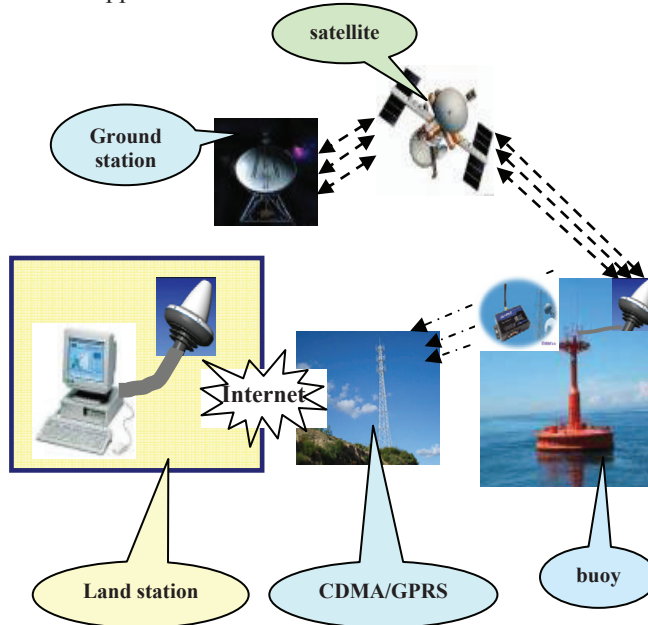 satellite
Ground
station
Internet
Land station
CDMA/GPRS
buoy